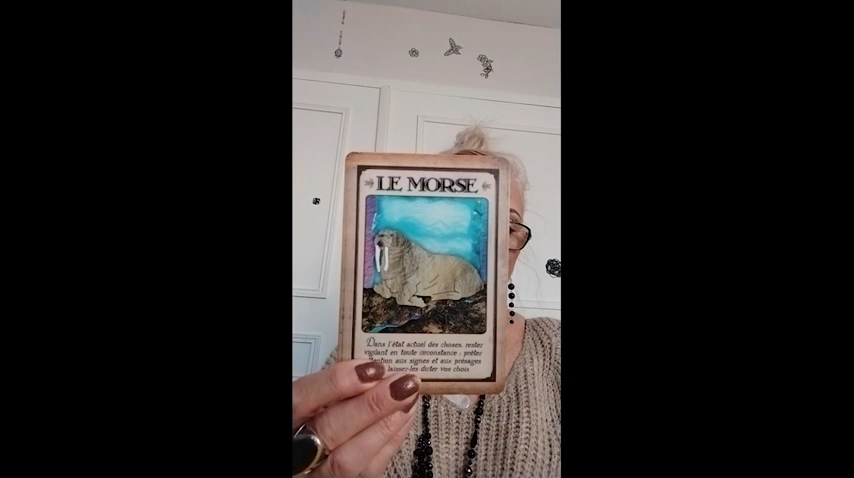 LE MORSE
Dans l'état actuel des choses, restez
vigilant en toute circonstance ; prêtez
attention aux signes et aux présages
laissez-les dicter vos choix.